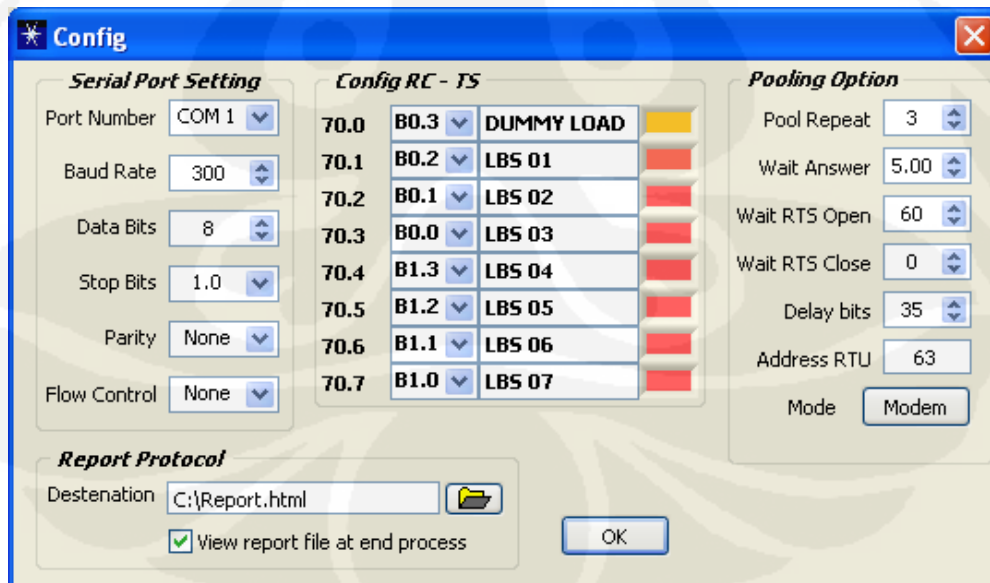 Config
Serial Port Setting
Port Number COM 1
Baud Rate 300
Data Bits 8
Stop Bits 1.0
Parity None
Flow Control None
Config RC - TS
70.0 B0.3 DUMMY LOAD
70.1 B0.2 LBS 01
70.2 B0.1 LBS 02
70.3 B0.0 LBS 03
70.4 B1.3 LBS 04
70.5 B1.2 LBS 05
70.6 B1.1 LBS 06
70.7 B1.0 LBS 07
Pooling Option
Pool Repeat 3
Wait Answer 5.00
Wait RTS Open 60
Wait RTS Close 0
Delay bits 35
Address RTU 63
Mode Modem
Report Protocol
Destenation C:\Report.html
View report file at end process
OK